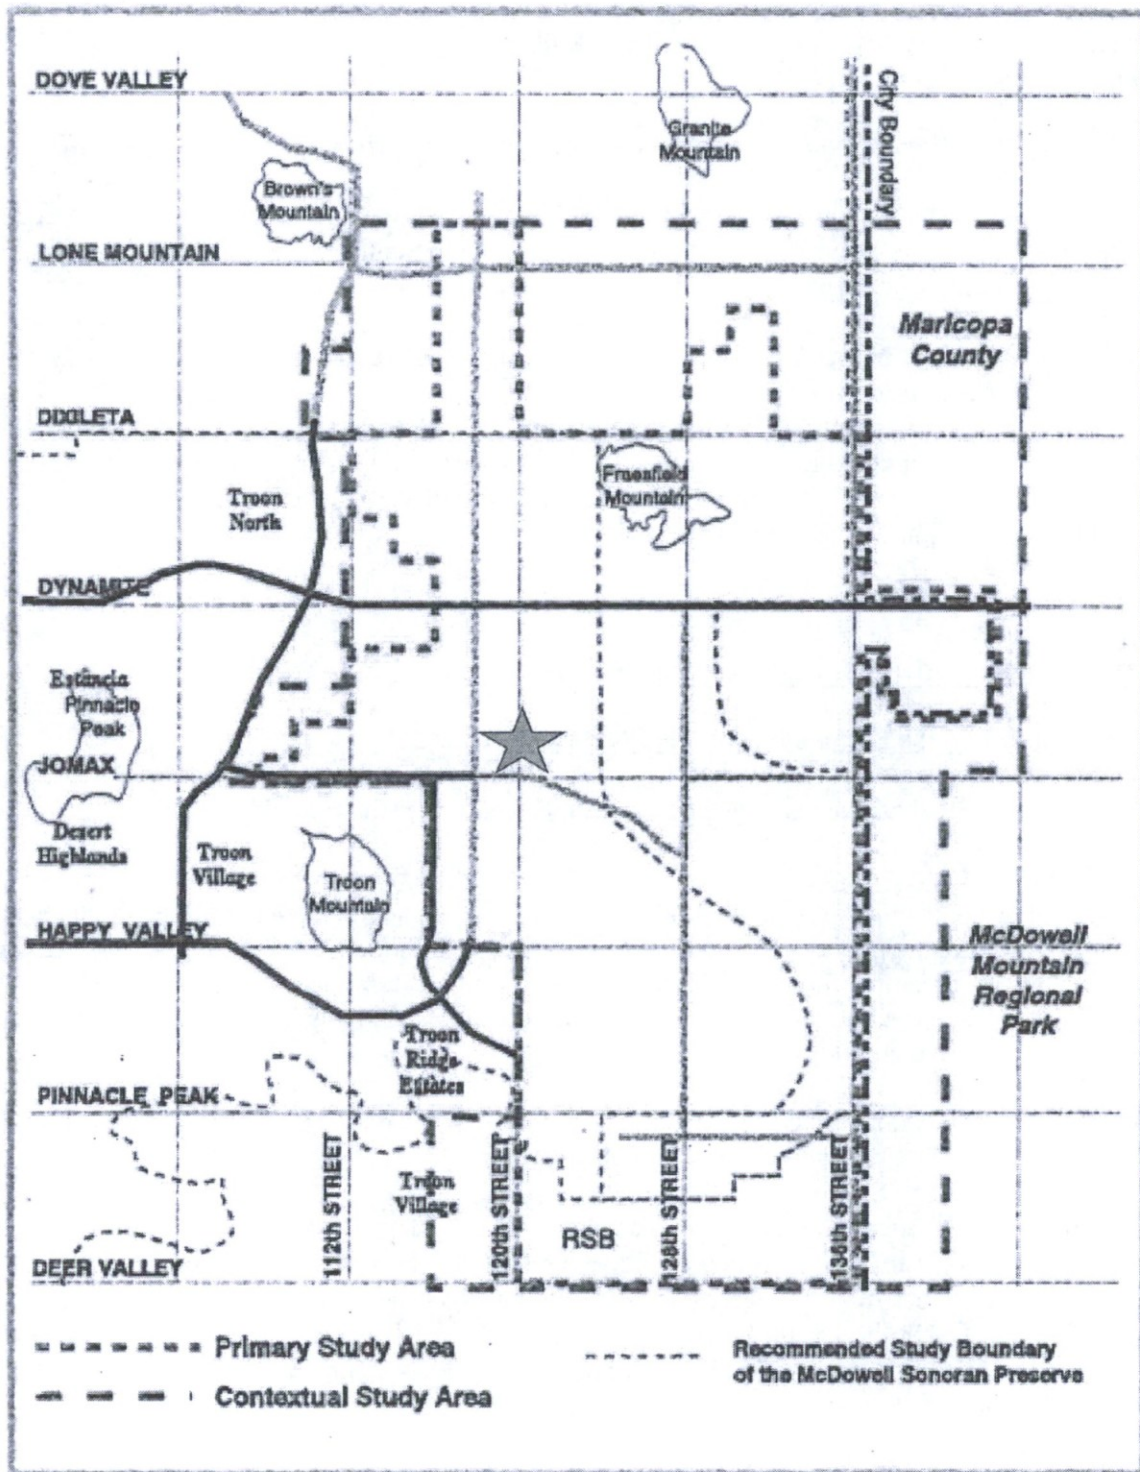 DOVE VALLEY
City Boundary
Granite
Mountain
Brown's
Mountain
LONE MOUNTAIN
Maricopa
County
DIXILETA
Fraesfield
Mountain
Troon
North
DYNAMITE
Estancia
Pinnacle
Peak
JOMAX
Desert
Highlands
Troon
Village
Troon
Mountain
HAPPY VALLEY
McDowell
Mountain
Regional
Park
Troon
Ridge
Estates
PINNACLE PEAK
112th STREET
120th STREET
128th STREET
136th STREET
Troon
Village
RSB
DEER VALLEY
Primary Study Area
Contextual Study Area
Recommended Study Boundary
of the McDowell Sonoran Preserve